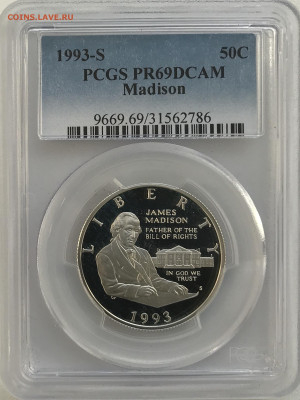 COINS.LAVE.RU
1993-S 50C
PCGS PR69DCAM
Madison
9669.69/31562786
LIBERTY
JAMES
MADISON
FATHER OF THE
BILL OF RIGHTS
IN GOD WE
TRUST
S
1993